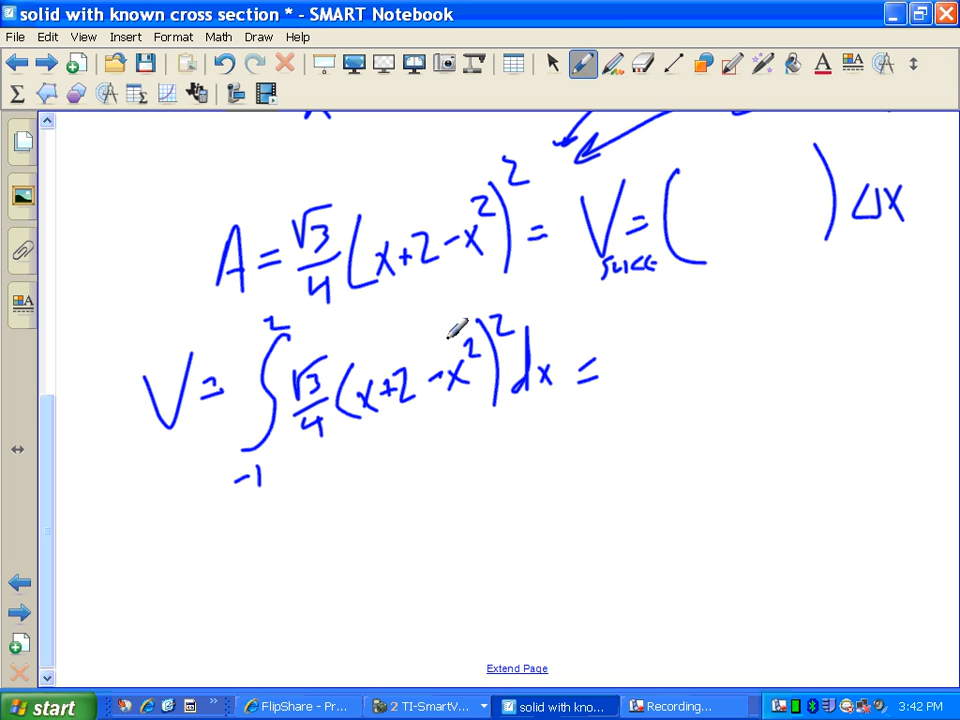 solid with known cross section * - SMART Notebook
File Edit View Insert Format Math Draw Help
A = √3/4 (x+2-x²)² = V slice = ( ) Δx
V = ∫ -1 2 √3/4 (x+2-x²)² dx =
Extend Page
start FlipShare - Pr... 2 TI-SmartV... solid with kno... Recording... 3:42 PM